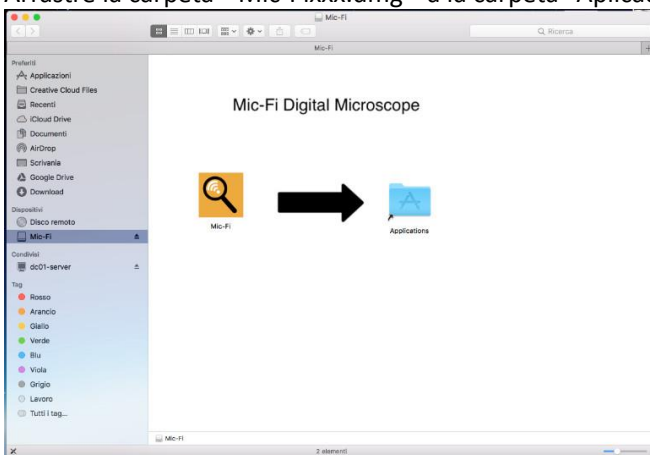 Mic-Fi
Ricerca
Mic-Fi
Preferiti
Applicazioni
Creative Cloud Files
Recenti
iCloud Drive
Documenti
AirDrop
Scrivania
Google Drive
Download
Dispositivi
Disco remoto
Mic-Fi
Condivisi
dc01-server
Tag
Rosso
Arancio
Giallo
Verde
Blu
Viola
Grigio
Lavoro
Tutti i tag...
Mic-Fi Digital Microscope
Mic-Fi
Applications
Mic-Fi
2 elementi